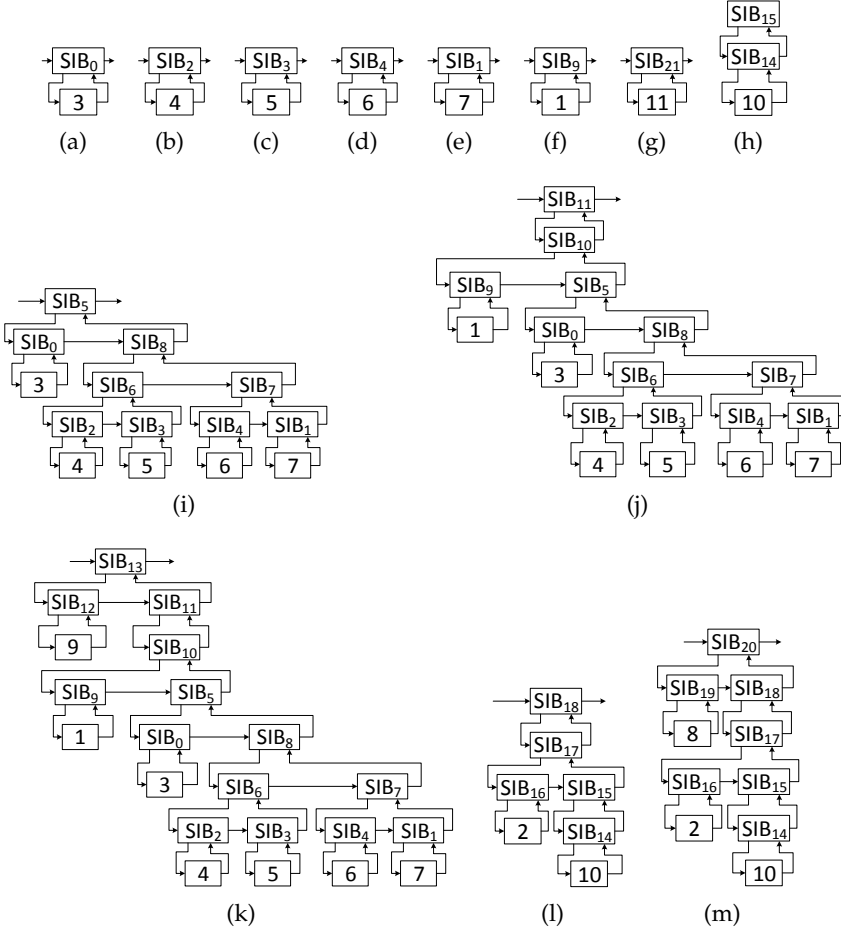 SIB15
SIB0 SIB2 SIB3 SIB4 SIB1 SIB9 SIB21 SIB14
3 4 5 6 7 1 11 10
(a) (b) (c) (d) (e) (f) (g) (h)
SIB11
SIB10
SIB9 SIB5
1
SIB0 SIB8
3
SIB6 SIB7
SIB2 SIB3 SIB4 SIB1
4 5 6 7
(j)
SIB5
SIB0 SIB8
3
SIB6 SIB7
SIB2 SIB3 SIB4 SIB1
4 5 6 7
(i)
SIB13
SIB12 SIB11
9 SIB10
SIB9 SIB5
1
SIB0 SIB8
3
SIB6 SIB7
SIB2 SIB3 SIB4 SIB1
4 5 6 7
(k)
SIB18
SIB17
SIB16 SIB15
2 SIB14
10
(l)
SIB20
SIB19 SIB18
8 SIB17
SIB16 SIB15
2 SIB14
10
(m)